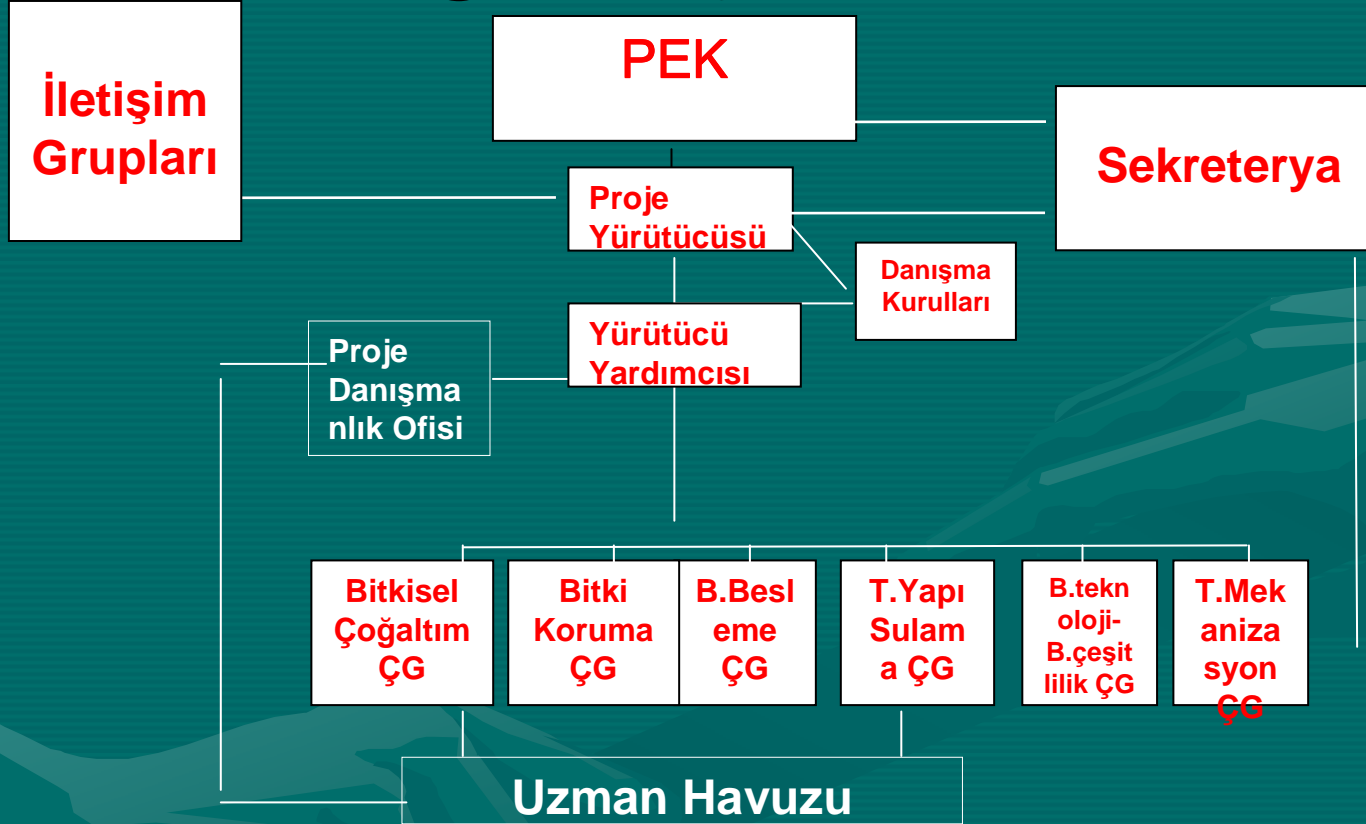 PEK
İletişim
Grupları
Sekreterya
Proje
Yürütücüsü
Danışma
Kurulları
Yürütücü
Yardımcısı
Proje
Danışma
nlık Ofisi
Bitkisel
Çoğaltım
ÇG
Bitki
Koruma
ÇG
B.Besl
eme
ÇG
T.Yapı
Sulam
a ÇG
B.tekn
oloji-
B.çeşit
lilik ÇG
T.Mek
aniza
syon
ÇG
Uzman Havuzu